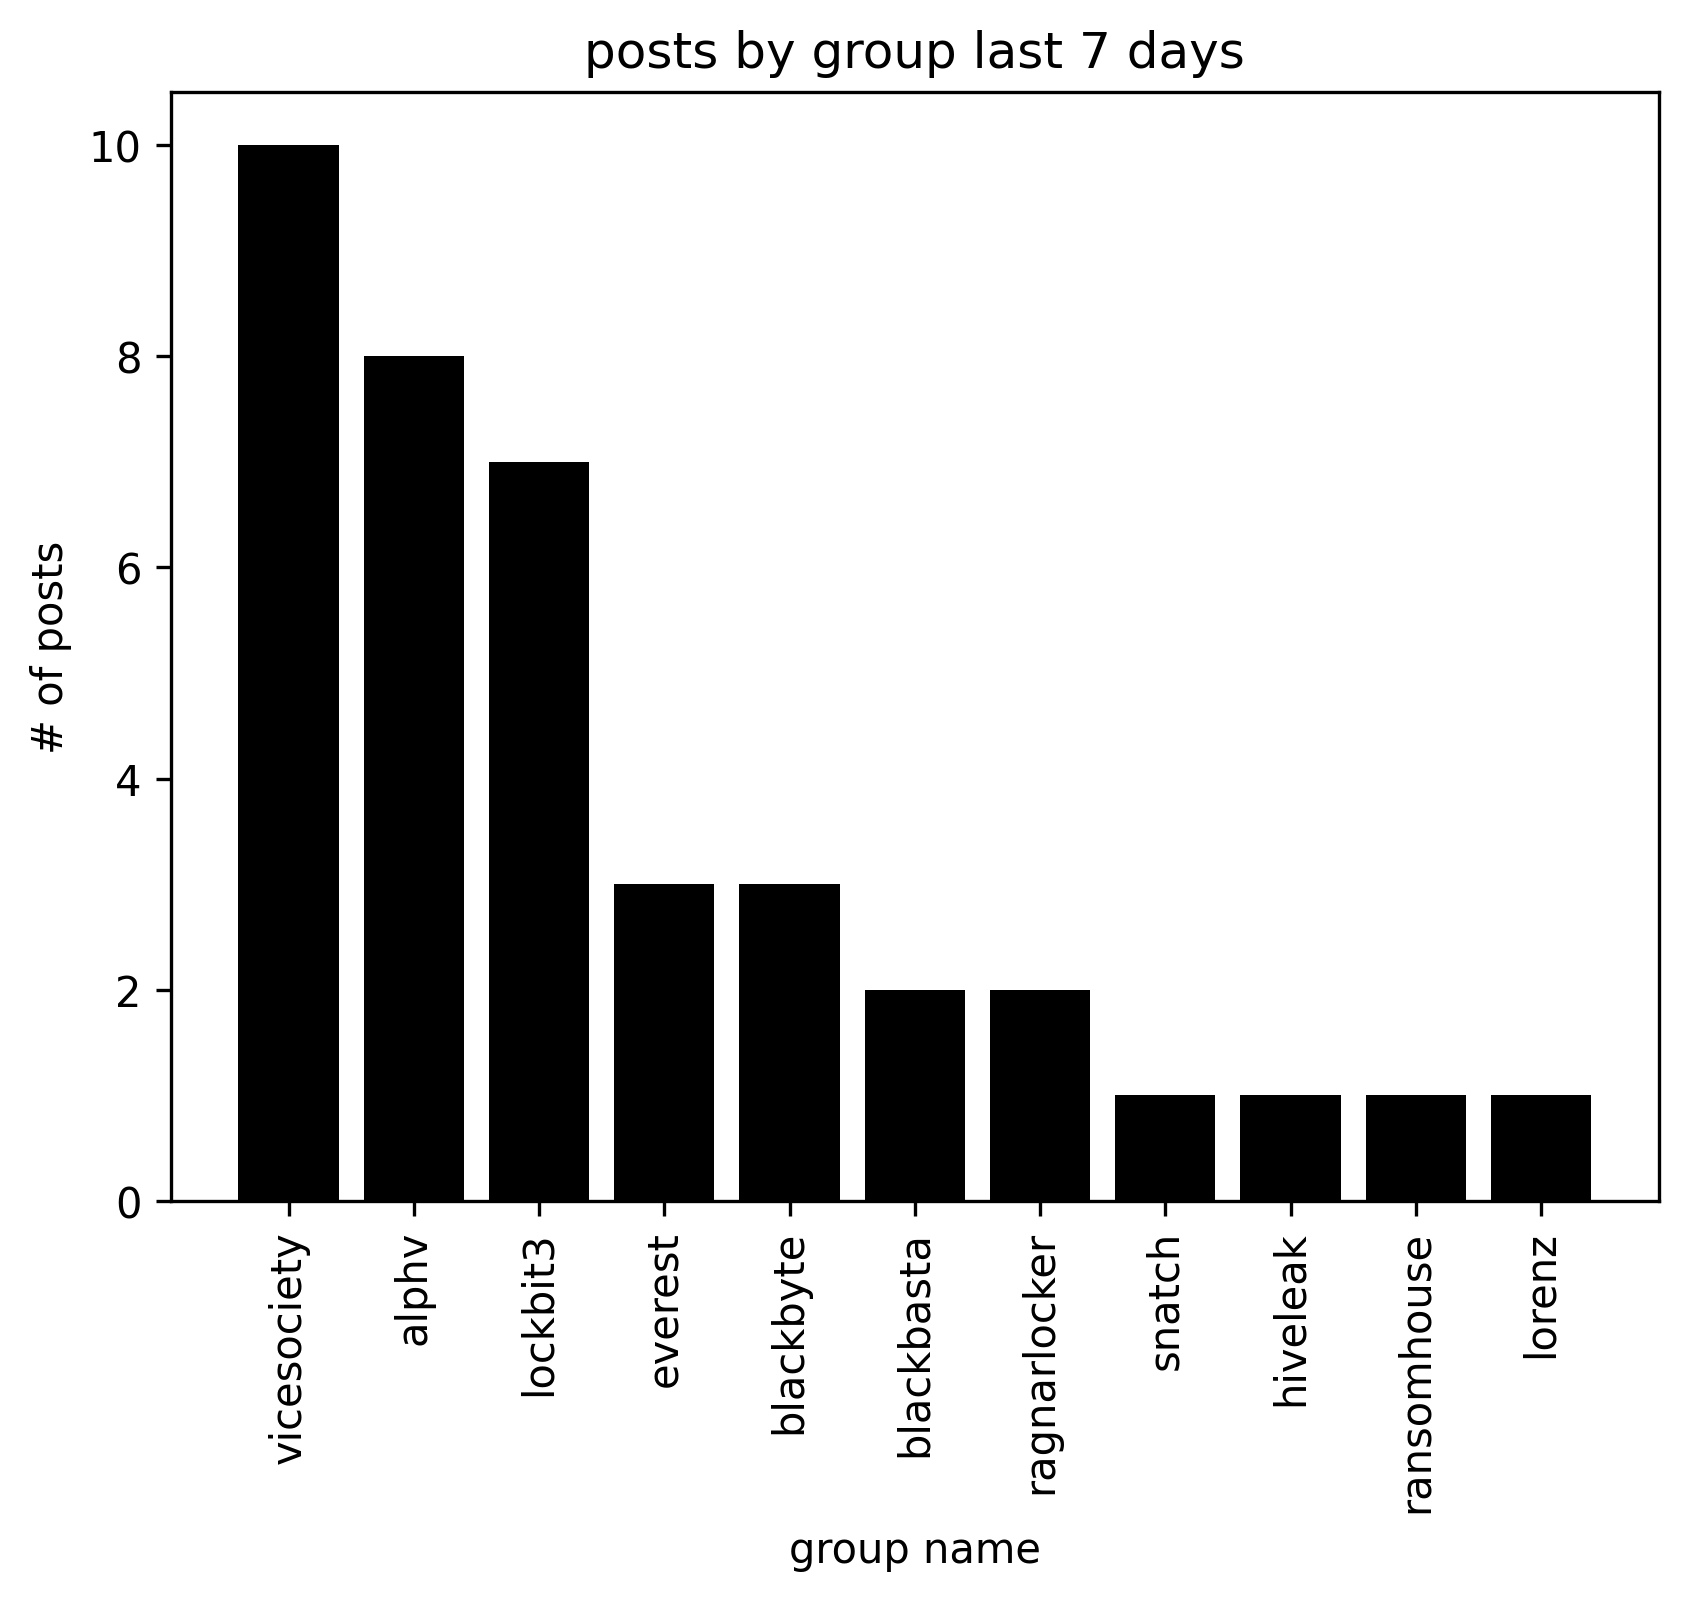 posts by group last 7 days
# of posts
10
8
6
4
2
0
vicesociety
alphv
lockbit3
everest
blackbyte
blackbasta
ragnarlocker
snatch
hiveleak
ransomhouse
lorenz
group name